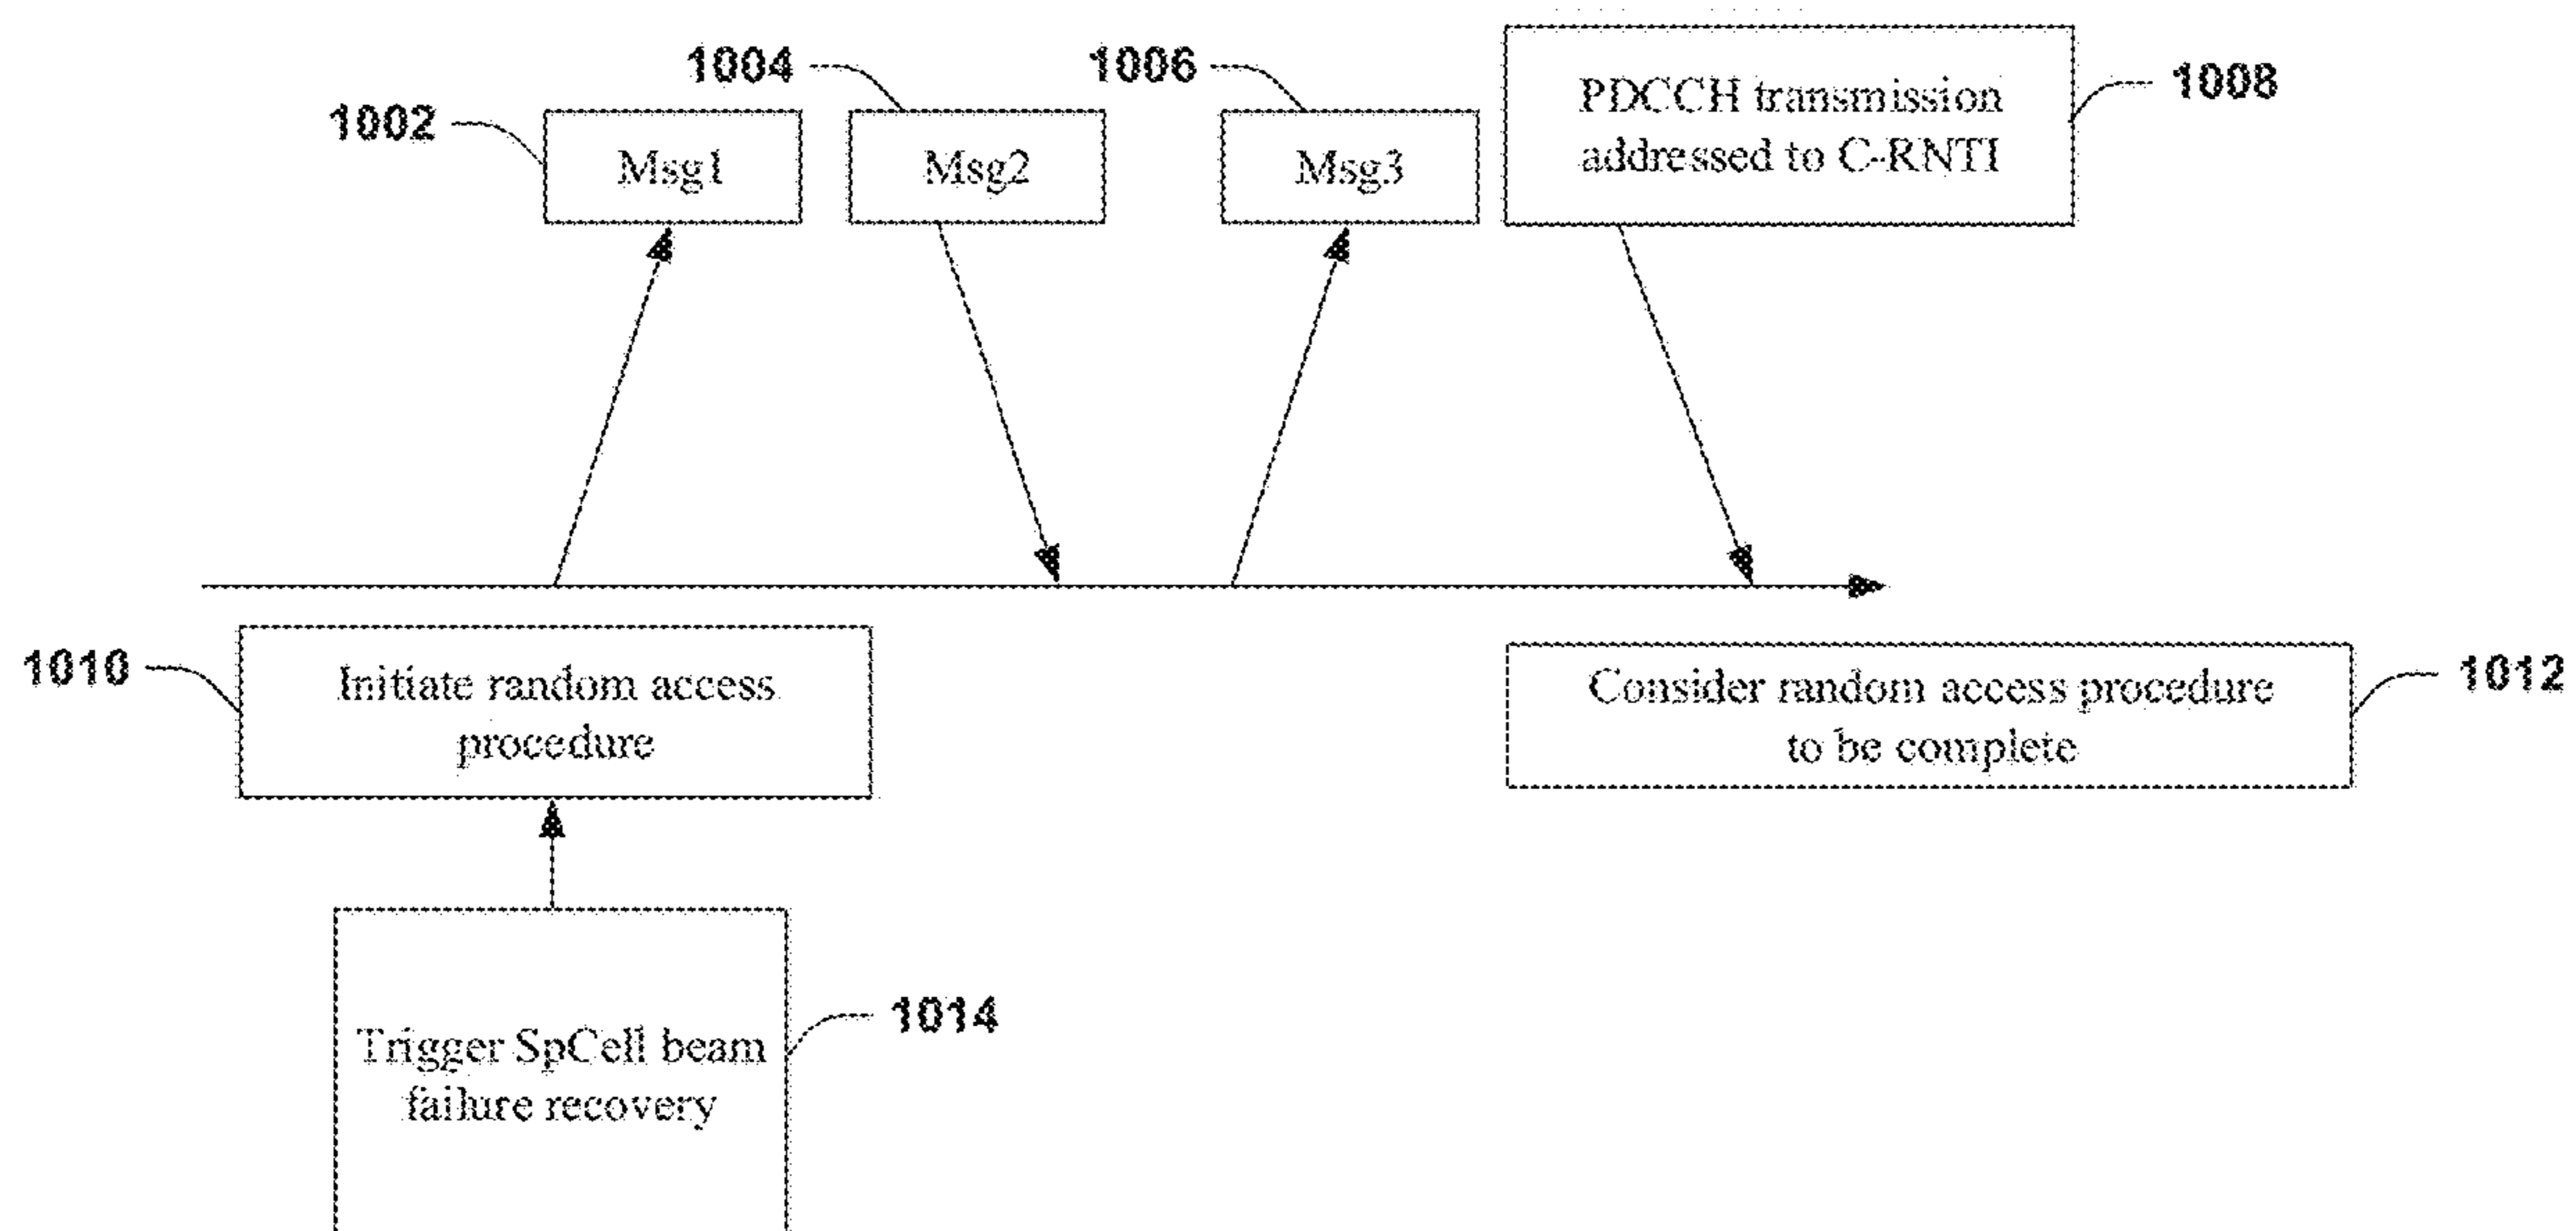 1004
1006
1008
1002
Msg1
Msg2
Msg3
PDCCH transmission
addressed to C-RNTI
1010
Initiate random access
procedure
Consider random access procedure
to be complete
1012
1014
Trigger SpCell beam
failure recovery